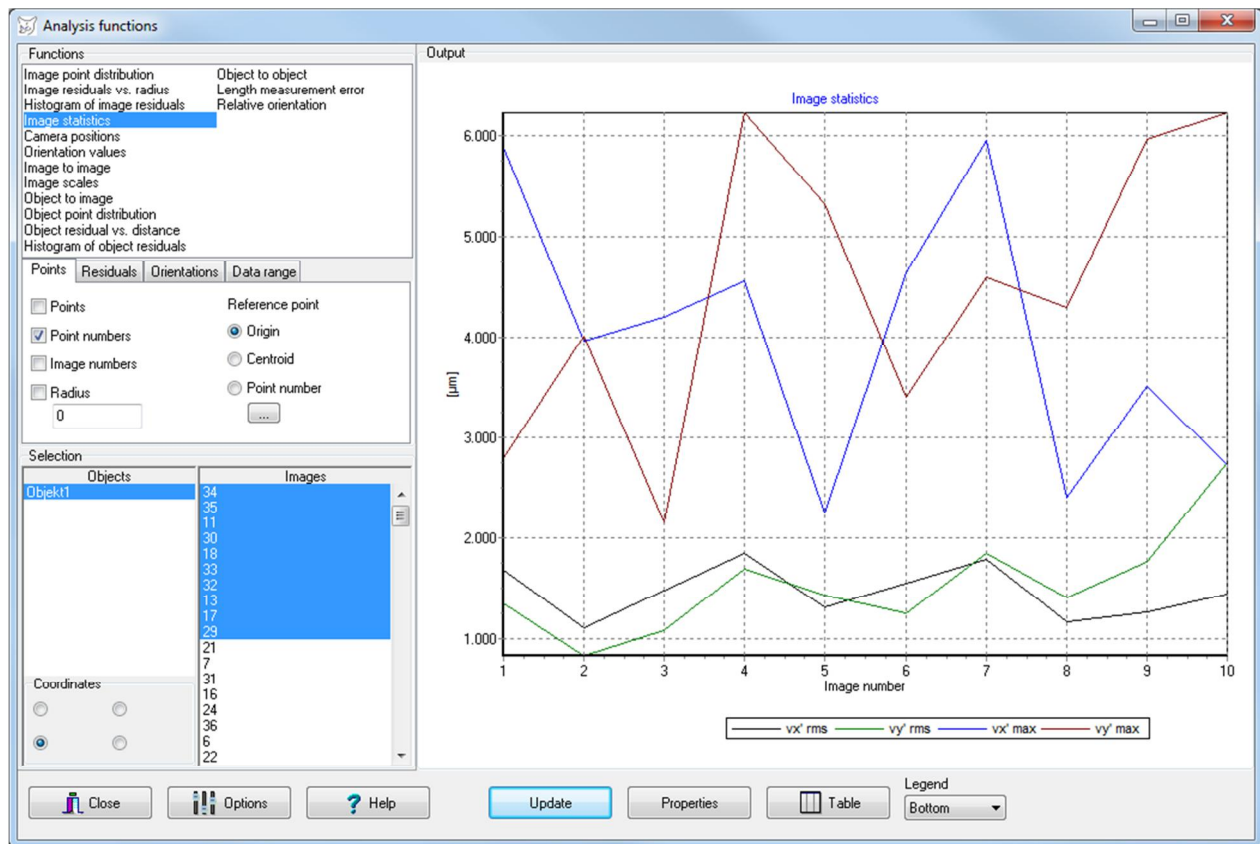 Analysis functions
Functions
Image point distribution
Image residuals vs. radius
Histogram of image residuals
Image statistics
Camera positions
Orientation values
Image to image
Image scales
Object to image
Object point distribution
Object residual vs. distance
Histogram of object residuals
Object to object
Length measurement error
Relative orientation
Points Residuals Orientations Data range
Points
Point numbers
Image numbers
Radius
0
Reference point
Origin
Centroid
Point number
...
Selection
Objects
Objekt1
Coordinates
Images
34
35
11
30
18
33
32
13
17
29
21
7
31
16
24
36
6
22
Output
Image statistics
6.000
5.000
4.000
3.000
2.000
1.000
[µm]
1 2 3 4 5 6 7 8 9 10
Image number
vx' rms vy' rms vx' max vy' max
Close Options ? Help Update Properties Table
Legend
Bottom